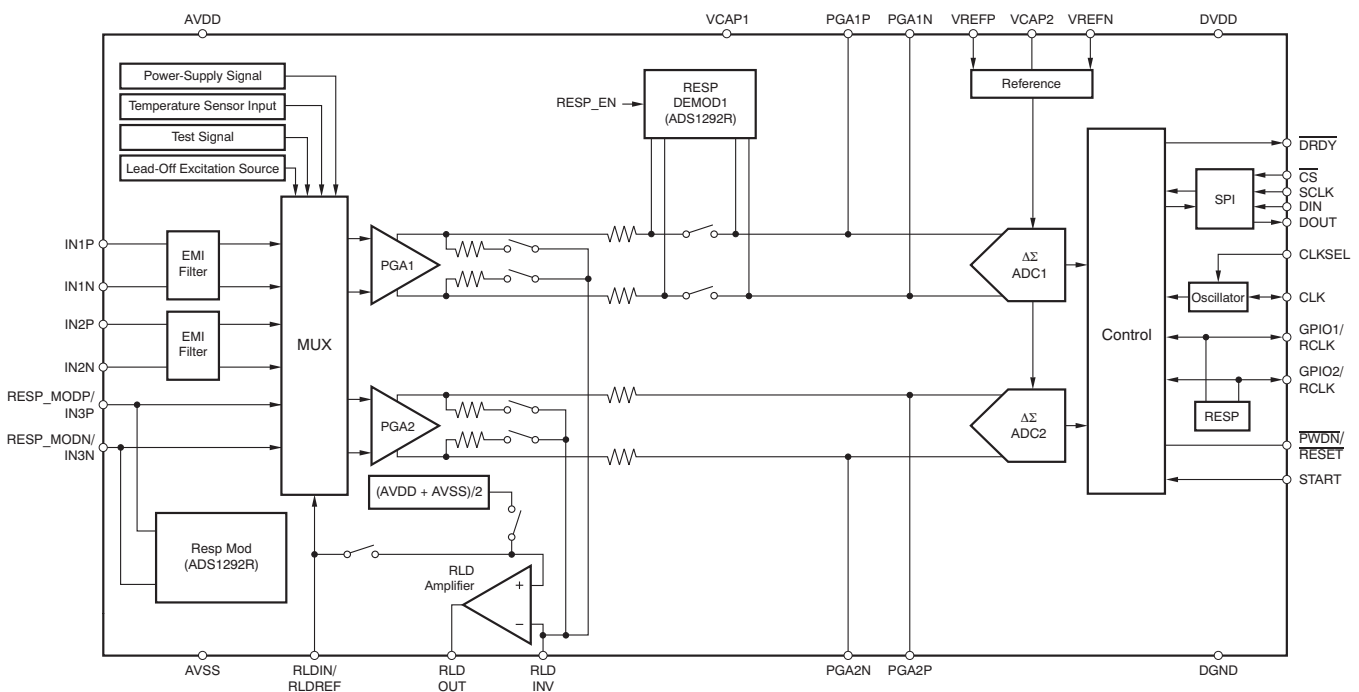 AVDD
VCAP1
PGA1P
PGA1N
VREFP
VCAP2
VREFN
DVDD
Power-Supply Signal
Temperature Sensor Input
Test Signal
Lead-Off Excitation Source
RESP_EN
RESP
DEMOD1
(ADS1292R)
Reference
DRDY
CS
SCLK
DIN
DOUT
SPI
CLKSEL
Oscillator
CLK
IN1P
IN1N
EMI
Filter
IN2P
IN2N
EMI
Filter
MUX
PGA1
ΔΣ
ADC1
Control
GPIO1/
RCLK
GPIO2/
RCLK
RESP
RESP_MODP/
IN3P
RESP_MODN/
IN3N
PGA2
ΔΣ
ADC2
PWDN/
RESET
START
(AVDD + AVSS)/2
Resp Mod
(ADS1292R)
RLD
Amplifier
+
−
AVSS
RLDIN/
RLDREF
RLD
OUT
RLD
INV
PGA2N
PGA2P
DGND